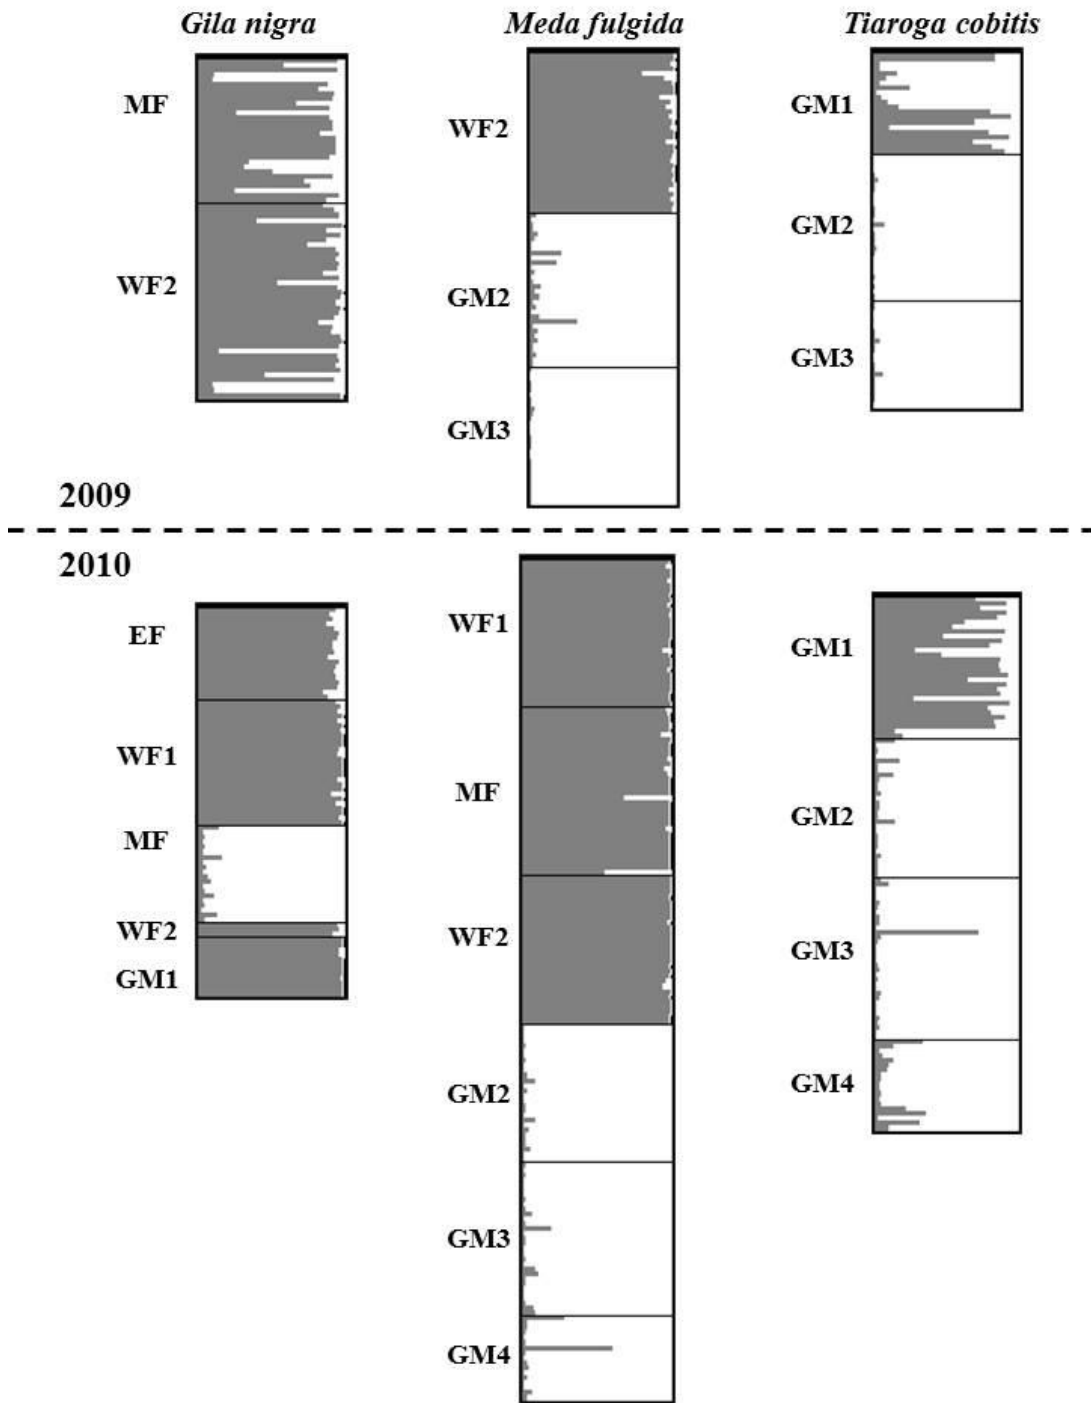 Gila nigra
Meda fulgida
Tiaroga cobitis
MF
WF2
WF2
GM2
GM3
GM1
GM2
GM3
2009
2010
EF
WF1
MF
WF2
GM1
WF1
MF
WF2
GM2
GM3
GM4
GM1
GM2
GM3
GM4